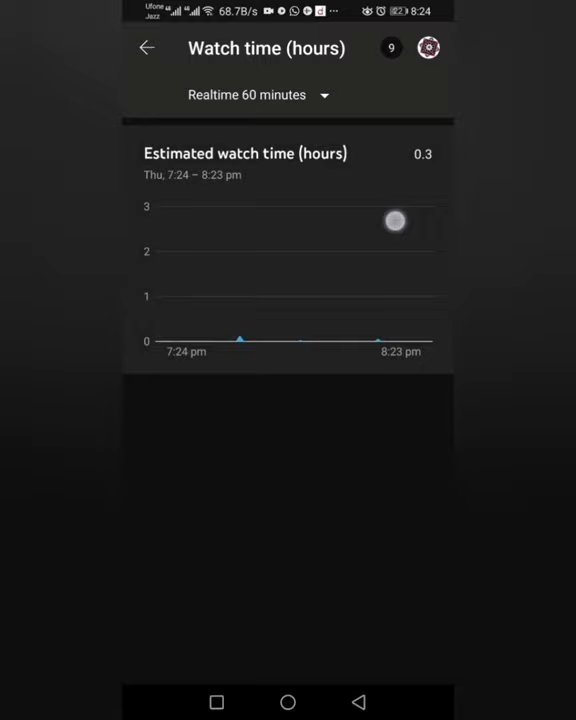 Ufone
Jazz
68.7B/s
22
8:24
Watch time (hours)
9
Realtime 60 minutes
Estimated watch time (hours)
0.3
Thu, 7:24 – 8:23 pm
3
2
1
0
7:24 pm
8:23 pm